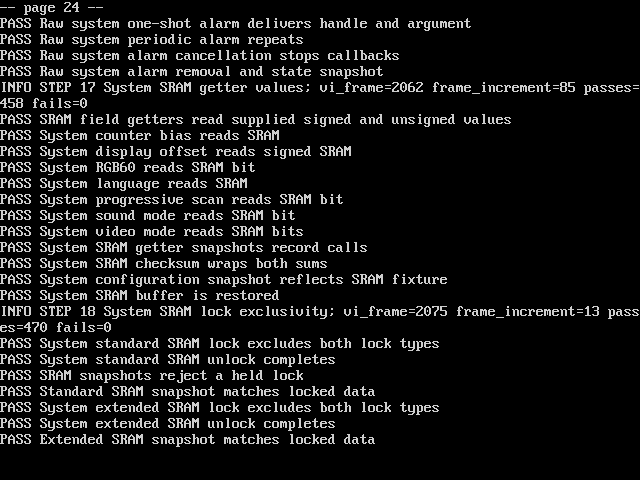 -- page 24 --
PASS Raw system one-shot alarm delivers handle and argument
PASS Raw system periodic alarm repeats
PASS Raw system alarm cancellation stops callbacks
PASS Raw system alarm removal and state snapshot
INFO STEP 17 System SRAM getter values; vi_frame=2062 frame_increment=85 passes=
458 fails=0
PASS SRAM field getters read supplied signed and unsigned values
PASS System counter bias reads SRAM
PASS System display offset reads signed SRAM
PASS System RGB60 reads SRAM bit
PASS System language reads SRAM
PASS System progressive scan reads SRAM bit
PASS System sound mode reads SRAM bit
PASS System video mode reads SRAM bits
PASS System SRAM getter snapshots record calls
PASS System SRAM checksum wraps both sums
PASS System configuration snapshot reflects SRAM fixture
PASS System SRAM buffer is restored
INFO STEP 18 System SRAM lock exclusivity; vi_frame=2075 frame_increment=13 pass
es=470 fails=0
PASS System standard SRAM lock excludes both lock types
PASS System standard SRAM unlock completes
PASS SRAM snapshots reject a held lock
PASS Standard SRAM snapshot matches locked data
PASS System extended SRAM lock excludes both lock types
PASS System extended SRAM unlock completes
PASS Extended SRAM snapshot matches locked data